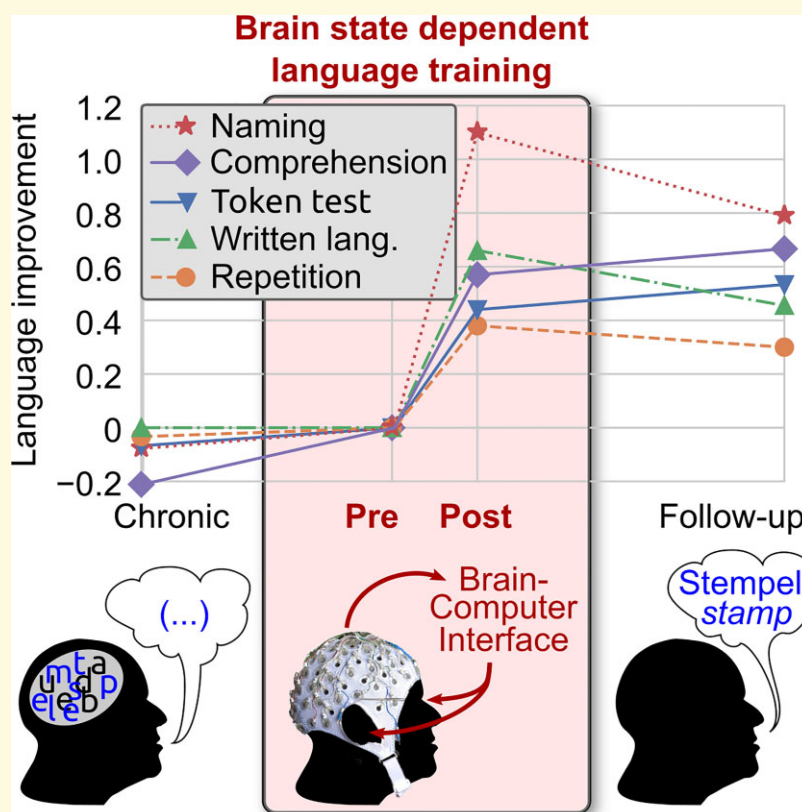 Brain state dependent
language training
Language improvement
1.2
1.0
0.8
0.6
0.4
0.2
0
−0.2
Naming
Comprehension
Token test
Written lang.
Repetition
Chronic
Pre
Post
Follow-up
(...)
Brain-
Computer
Interface
Stempel
stamp
t a
m
u d p
s
e l e b
e